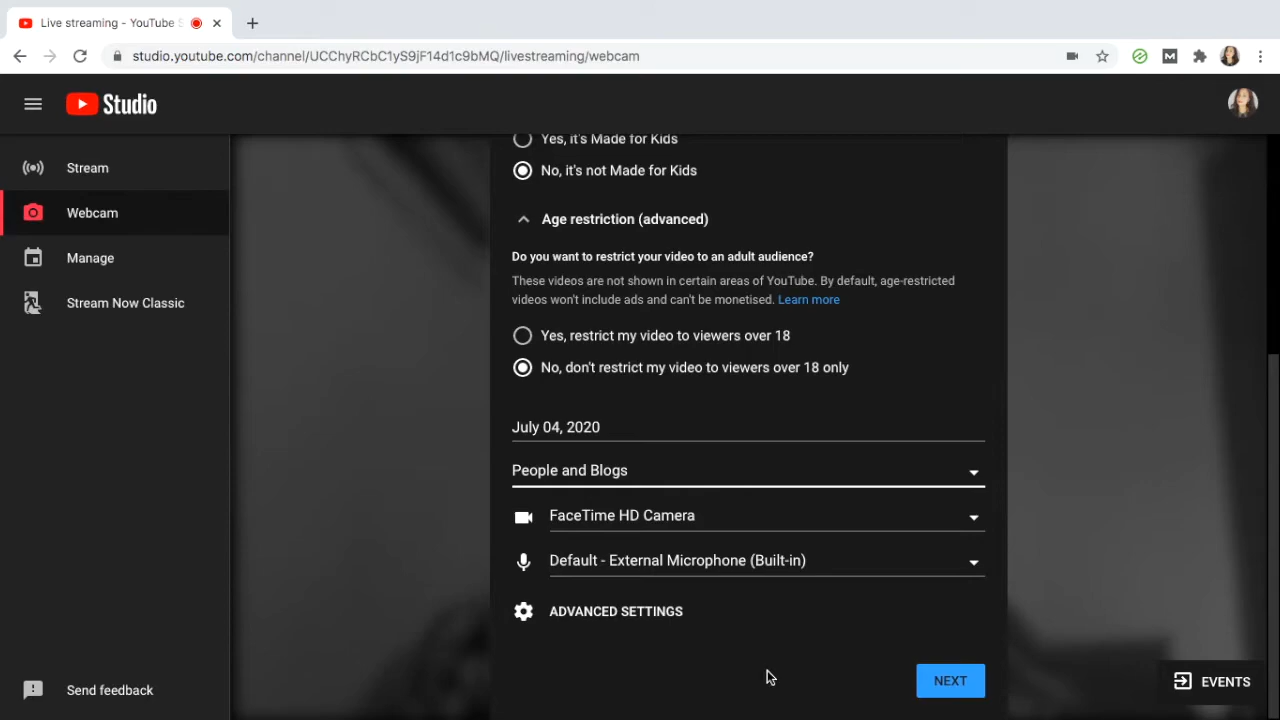 Live streaming - YouTube S
studio.youtube.com/channel/UCChyRCbC1yS9jF14d1c9bMQ/livestreaming/webcam
Studio
Stream
Webcam
Manage
Stream Now Classic
Send feedback
Yes, it's Made for Kids
No, it's not Made for Kids
Age restriction (advanced)
Do you want to restrict your video to an adult audience?
These videos are not shown in certain areas of YouTube. By default, age-restricted
videos won't include ads and can't be monetised. Learn more
Yes, restrict my video to viewers over 18
No, don't restrict my video to viewers over 18 only
July 04, 2020
People and Blogs
FaceTime HD Camera
Default - External Microphone (Built-in)
ADVANCED SETTINGS
NEXT
EVENTS